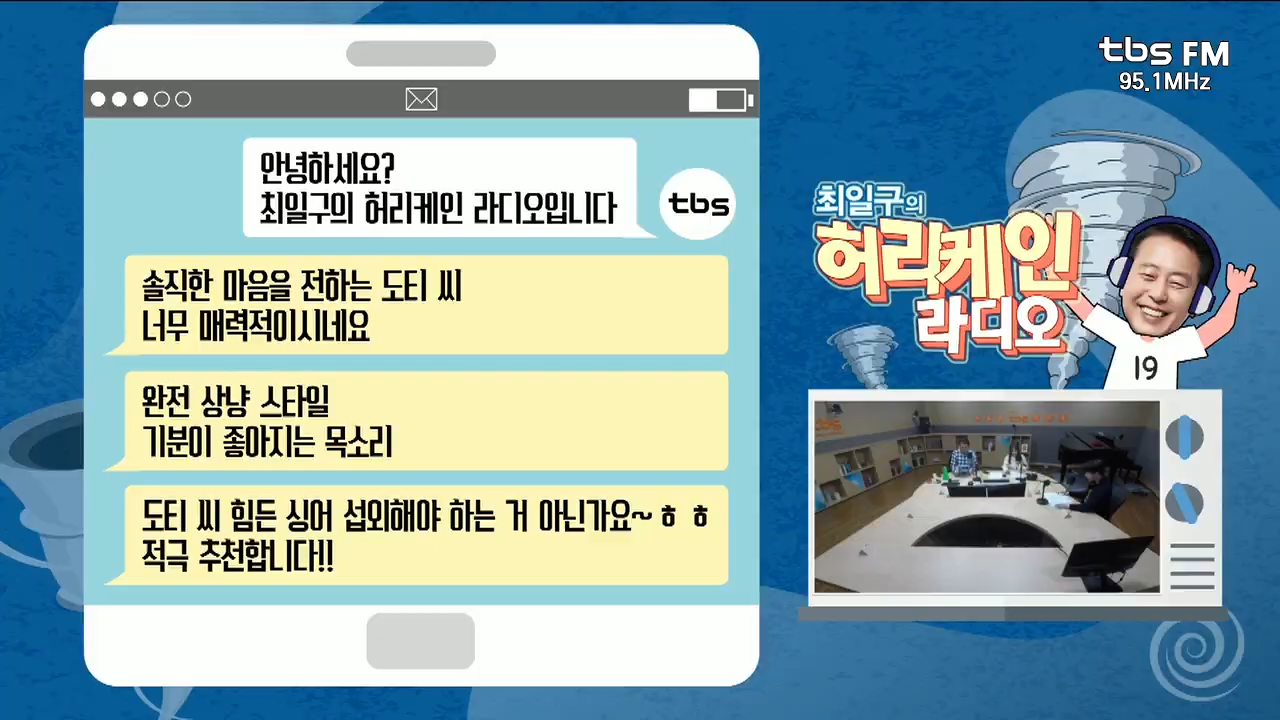 tbs FM
95.1MHz
안녕하세요?
최일구의 허리케인 라디오입니다
tbs
솔직한 마음을 전하는 도티 씨
너무 매력적이시네요
완전 상냥 스타일
기분이 좋아지는 목소리
도티 씨 힘든 싱어 섭외해야 하는 거 아닌가요~ㅎ ㅎ
적극 추천합니다!!
최일구의
허리케인
라디오
19
tbs